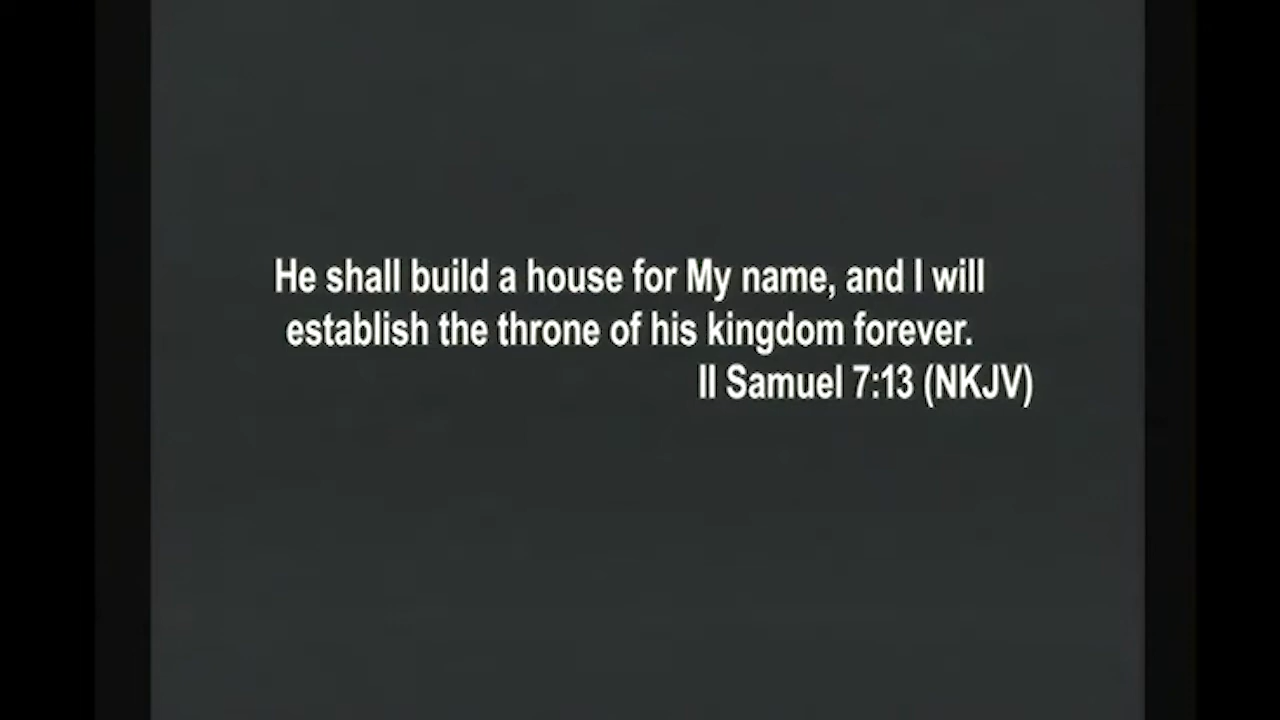 He shall build a house for My name, and I will
establish the throne of his kingdom forever.
II Samuel 7:13 (NKJV)